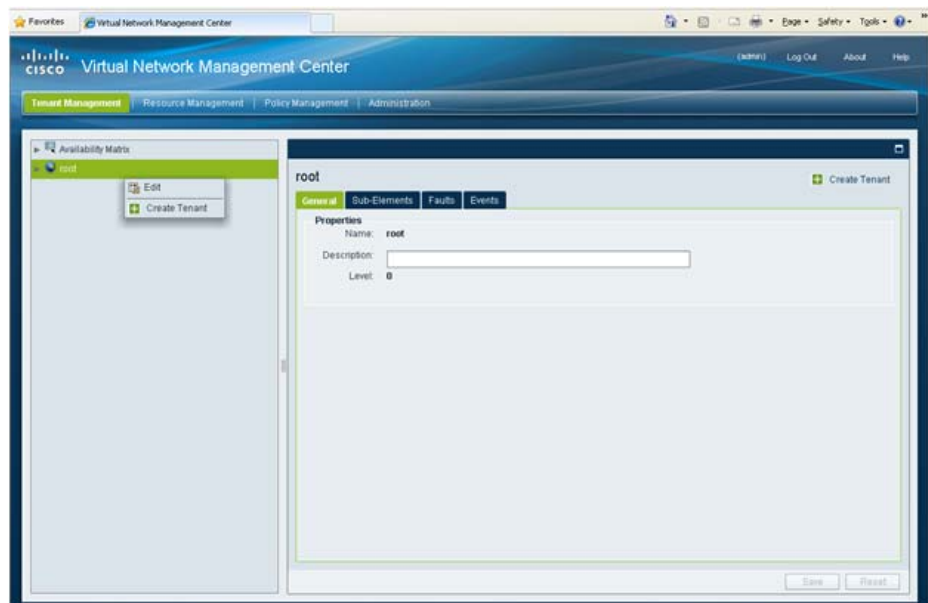 Favorites
Virtual Network Management Center
Page
Safety
Tools
CISCO
Virtual Network Management Center
(admin)
Log Out
About
Help
Tenant Management
Resource Management
Policy Management
Administration
Availability Matrix
root
Edit
Create Tenant
root
Create Tenant
General
Sub-Elements
Faults
Events
Properties
Name: root
Description:
Level: 0
Save
Reset